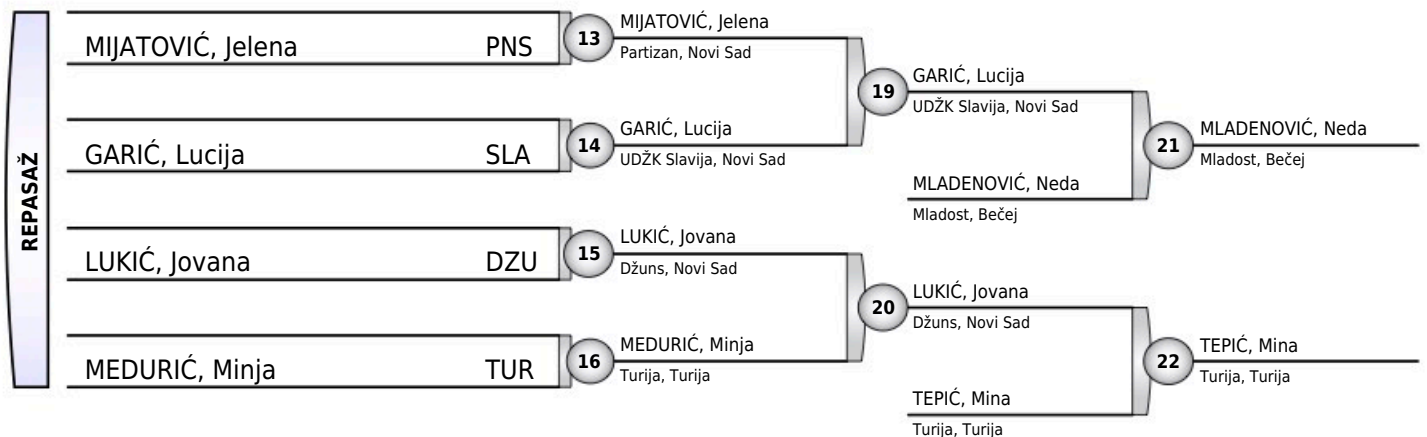 REPASAŽ
MIJATOVIĆ, Jelena PNS
GARIĆ, Lucija SLA
LUKIĆ, Jovana DZU
MEDURIĆ, Minja TUR
13
MIJATOVIĆ, Jelena
Partizan, Novi Sad
14
GARIĆ, Lucija
UDŽK Slavija, Novi Sad
15
LUKIĆ, Jovana
Džuns, Novi Sad
16
MEDURIĆ, Minja
Turija, Turija
19
GARIĆ, Lucija
UDŽK Slavija, Novi Sad
MLADENOVIĆ, Neda
Mladost, Bečej
20
LUKIĆ, Jovana
Džuns, Novi Sad
TEPIĆ, Mina
Turija, Turija
21
MLADENOVIĆ, Neda
Mladost, Bečej
22
TEPIĆ, Mina
Turija, Turija